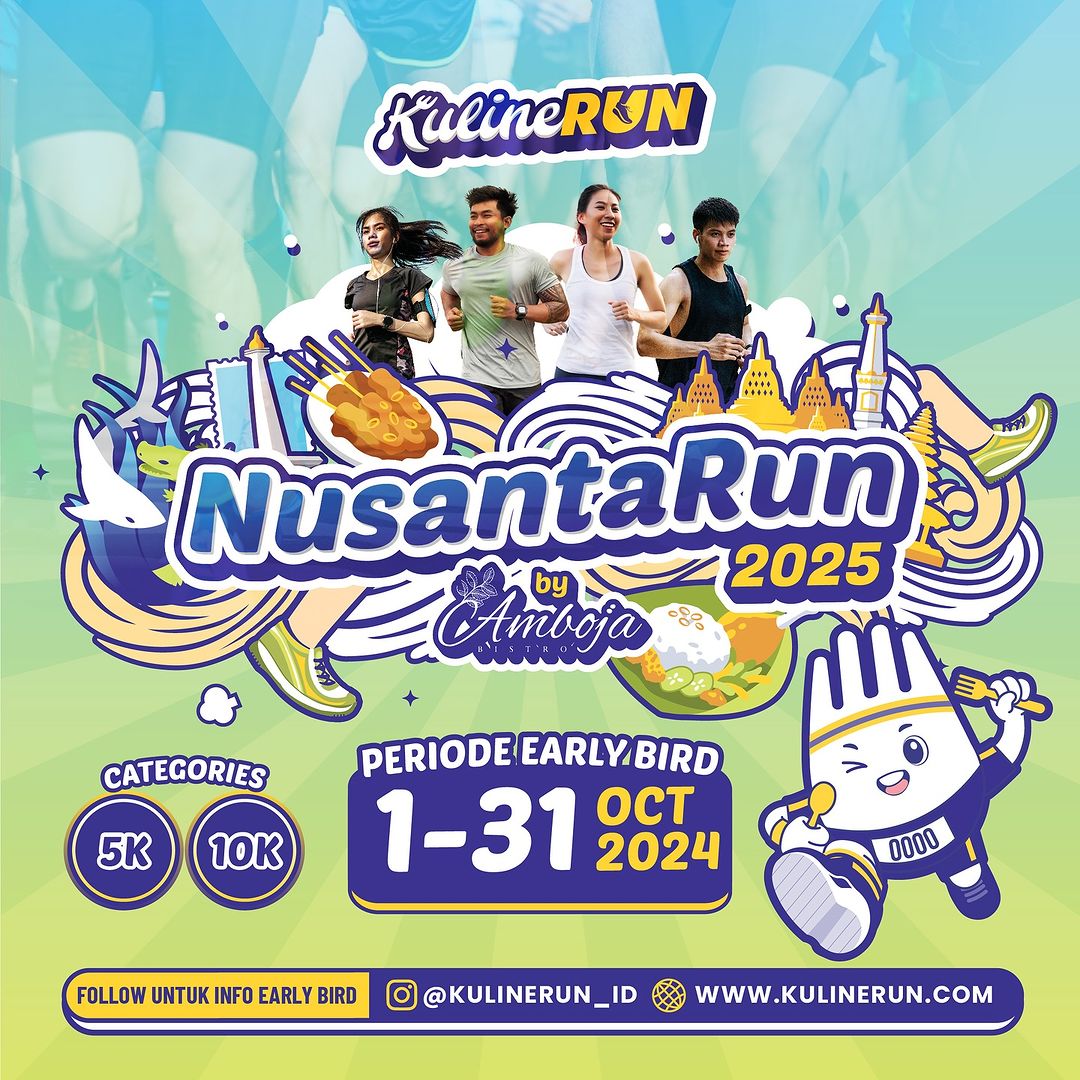 KulineRUN
NusantaRun
2025
by
Amboja
BISTRO
CATEGORIES
5K
10K
PERIODE EARLY BIRD
1-31
OCT
2024
0000
FOLLOW UNTUK INFO EARLY BIRD
@KULINERUN_ID
WWW.KULINERUN.COM